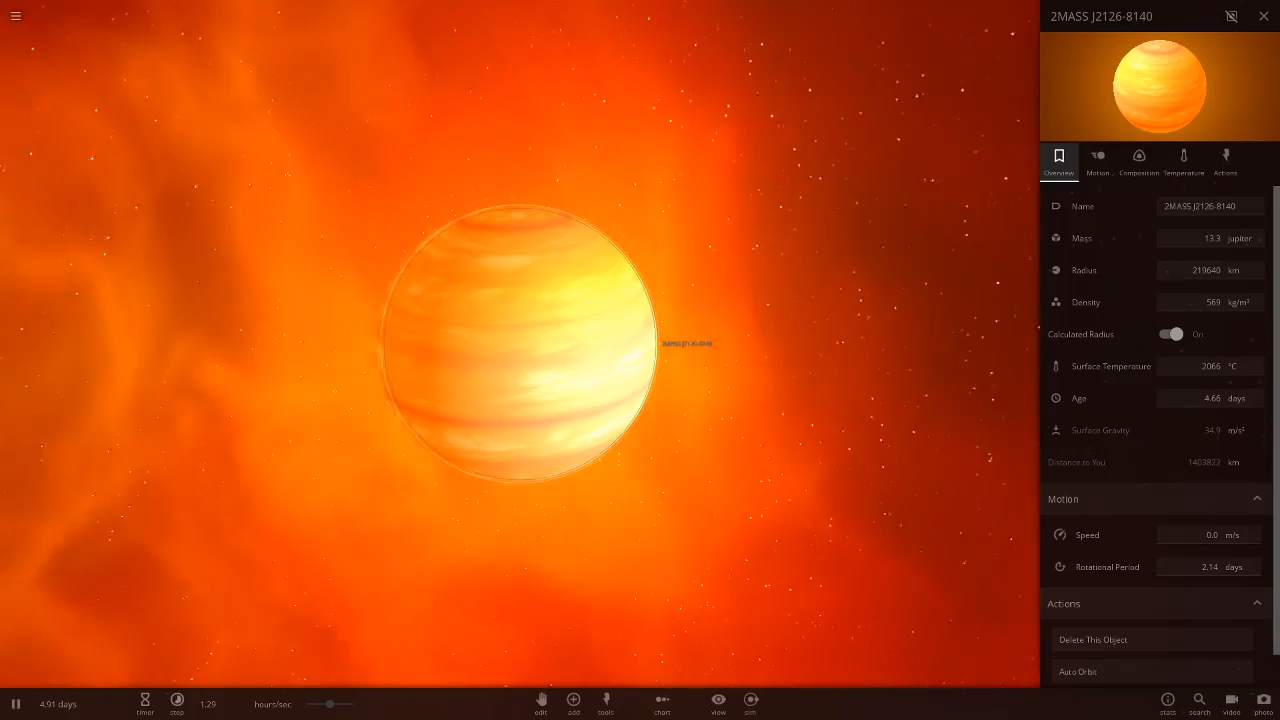 2MASS J2126-8140
Overview Motion Composition Temperature Actions
Name 2MASS J2126-8140
Mass 13.3 jupiter
Radius 219640 km
Density 569 kg/m³
Calculated Radius On
Surface Temperature 2066 °C
Age 4.66 days
Surface Gravity 34.9 m/s²
Distance to You 1403822 km
Motion
Speed 0.0 m/s
Rotational Period 2.14 days
Actions
Delete This Object
Auto Orbit
4.91 days timer step 1.29 hours/sec edit add tools chart view sim stats search video photo